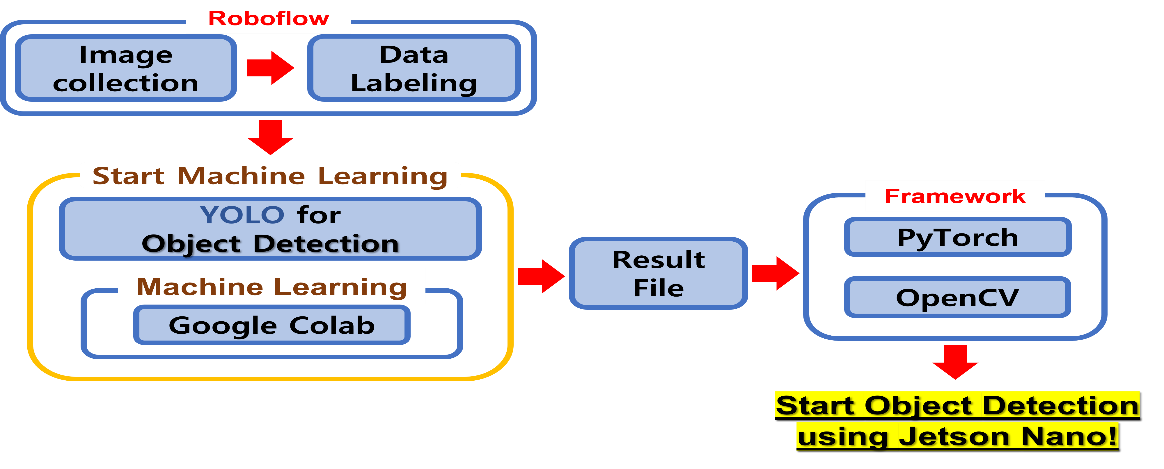 Roboflow
Image
collection
Data
Labeling
Start Machine Learning
YOLO for
Object Detection
Machine Learning
Google Colab
Result
File
Framework
PyTorch
OpenCV
Start Object Detection
using Jetson Nano!